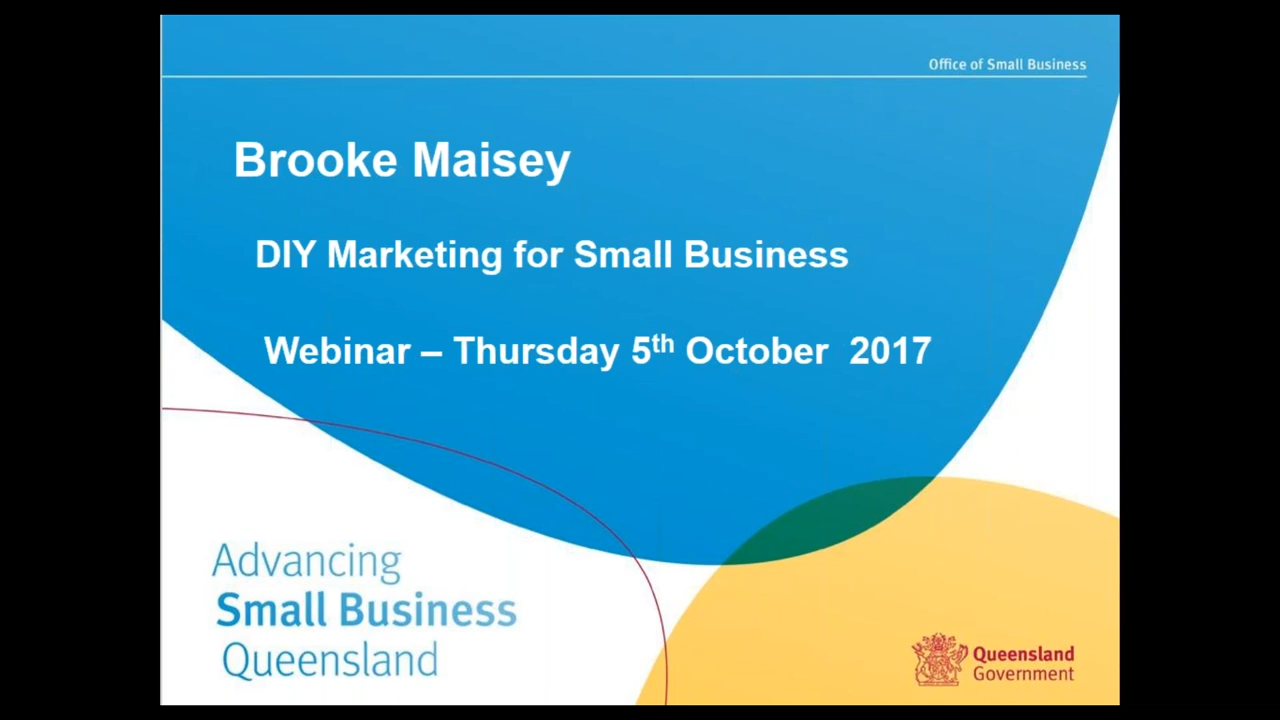 Office of Small Business
Brooke Maisey
DIY Marketing for Small Business
Webinar – Thursday 5th October 2017
Advancing
Small Business
Queensland
Queensland
Government